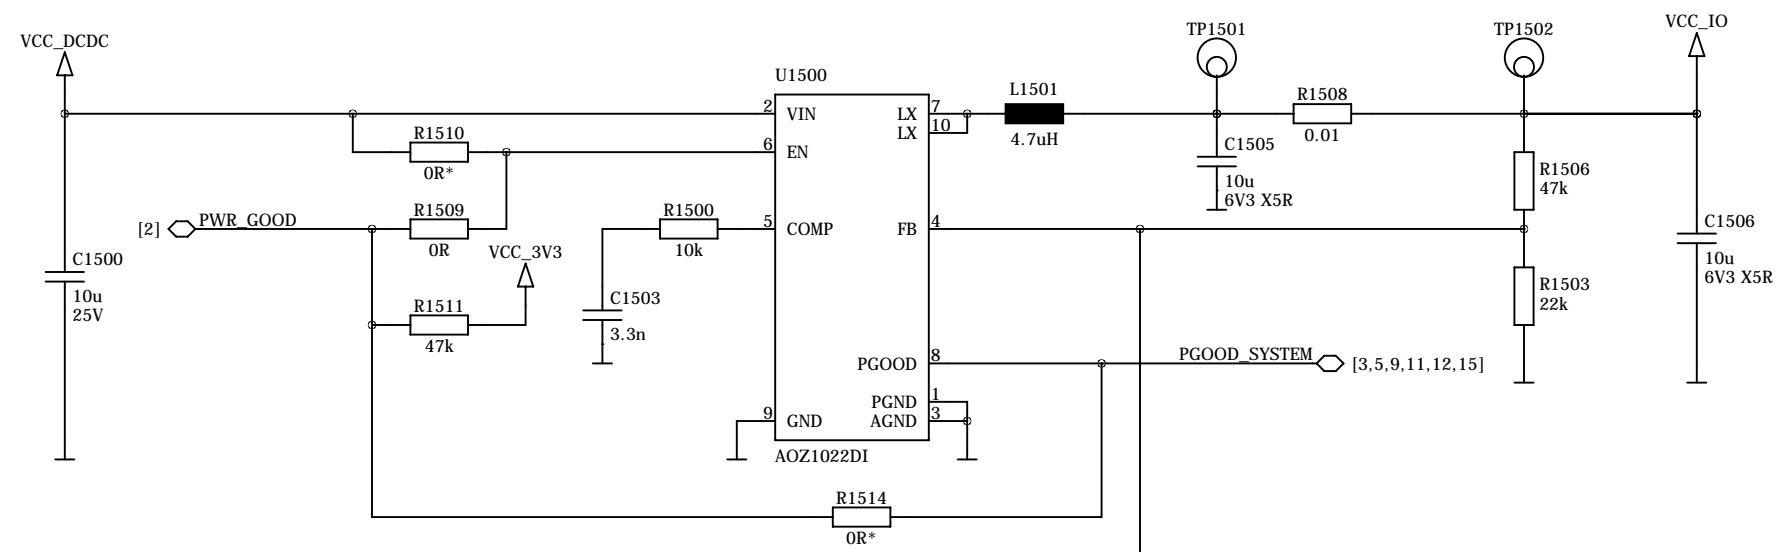 VCC_DCDC
TP1501
TP1502
VCC_IO
U1500
L1501
4.7uH
R1508
0.01
2
VIN
LX
7
LX
10
R1510
0R*
6
EN
C1505
10u
6V3 X5R
R1506
47k
[2]
PWR_GOOD
R1509
0R
R1500
10k
5
COMP
FB
4
C1506
10u
6V3 X5R
VCC_3V3
C1500
10u
25V
C1503
3.3n
R1503
22k
R1511
47k
PGOOD
8
PGOOD_SYSTEM
[3,5,9,11,12,15]
PGND
1
9
GND
AGND
3
AOZ1022DI
R1514
0R*